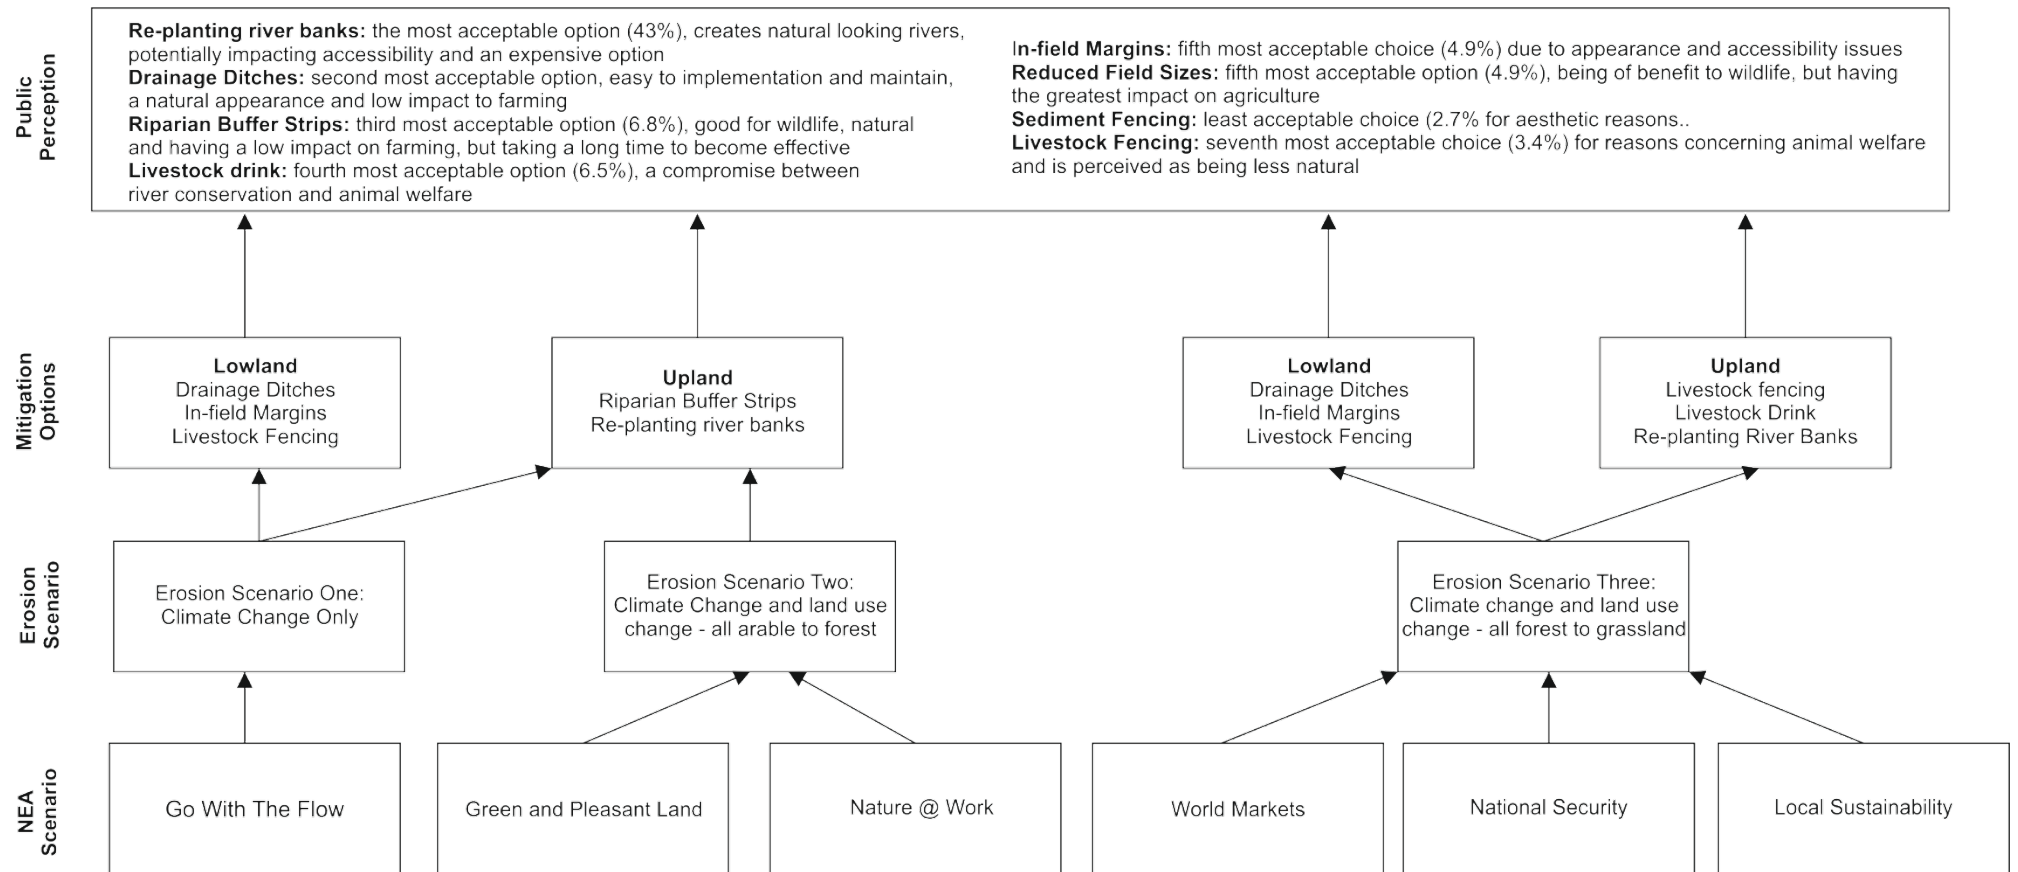 Public
Perception
Re-planting river banks: the most acceptable option (43%), creates natural looking rivers,
potentially impacting accessibility and an expensive option
Drainage Ditches: second most acceptable option, easy to implementation and maintain,
a natural appearance and low impact to farming
Riparian Buffer Strips: third most acceptable option (6.8%), good for wildlife, natural
and having a low impact on farming, but taking a long time to become effective
Livestock drink: fourth most acceptable option (6.5%), a compromise between
river conservation and animal welfare
In-field Margins: fifth most acceptable choice (4.9%) due to appearance and accessibility issues
Reduced Field Sizes: fifth most acceptable option (4.9%), being of benefit to wildlife, but having
the greatest impact on agriculture
Sediment Fencing: least acceptable choice (2.7% for aesthetic reasons..
Livestock Fencing: seventh most acceptable choice (3.4%) for reasons concerning animal welfare
and is perceived as being less natural
Mitigation
Options
Lowland
Drainage Ditches
In-field Margins
Livestock Fencing
Upland
Riparian Buffer Strips
Re-planting river banks
Lowland
Drainage Ditches
In-field Margins
Livestock Fencing
Upland
Livestock fencing
Livestock Drink
Re-planting River Banks
Erosion
Scenario
Erosion Scenario One:
Climate Change Only
Erosion Scenario Two:
Climate Change and land use
change - all arable to forest
Erosion Scenario Three:
Climate change and land use
change - all forest to grassland
NEA
Scenario
Go With The Flow
Green and Pleasant Land
Nature @ Work
World Markets
National Security
Local Sustainability